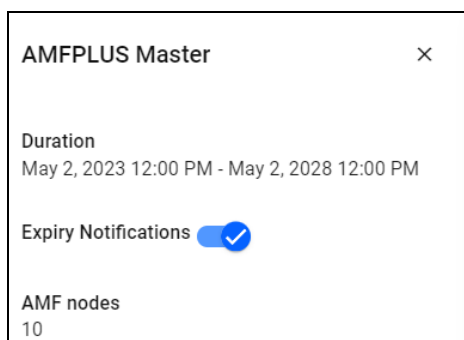 AMFPLUS Master
Duration
May 2, 2023 12:00 PM - May 2, 2028 12:00 PM
Expiry Notifications
AMF nodes
10